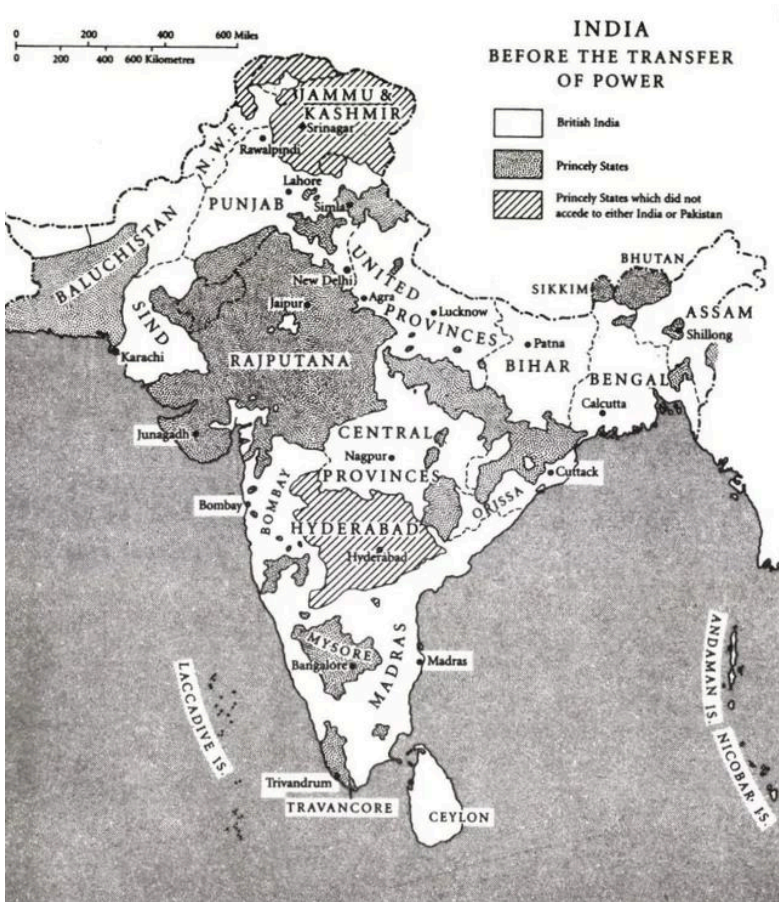 0 200 400 600 Miles
0 200 400 600 Kilometres
INDIA
BEFORE THE TRANSFER
OF POWER
British India
Princely States
Princely States which did not
accede to either India or Pakistan
JAMMU &
KASHMIR
Srinagar
N.W.F.
Rawalpindi
Lahore
PUNJAB
Simla
BALUCHISTAN
SIND
New Delhi
UNITED
PROVINCES
Agra
Lucknow
Jaipur
RAJPUTANA
Karachi
SIKKIM
BHUTAN
ASSAM
Shillong
Patna
BIHAR
BENGAL
Calcutta
Junagadh
CENTRAL
Nagpur
PROVINCES
Cuttack
ORISSA
Bombay
BOMBAY
HYDERABAD
Hyderabad
MYSORE
Bangalore
MADRAS
Madras
LACCADIVE IS.
ANDAMAN IS.
NICOBAR IS.
Trivandrum
TRAVANCORE
CEYLON